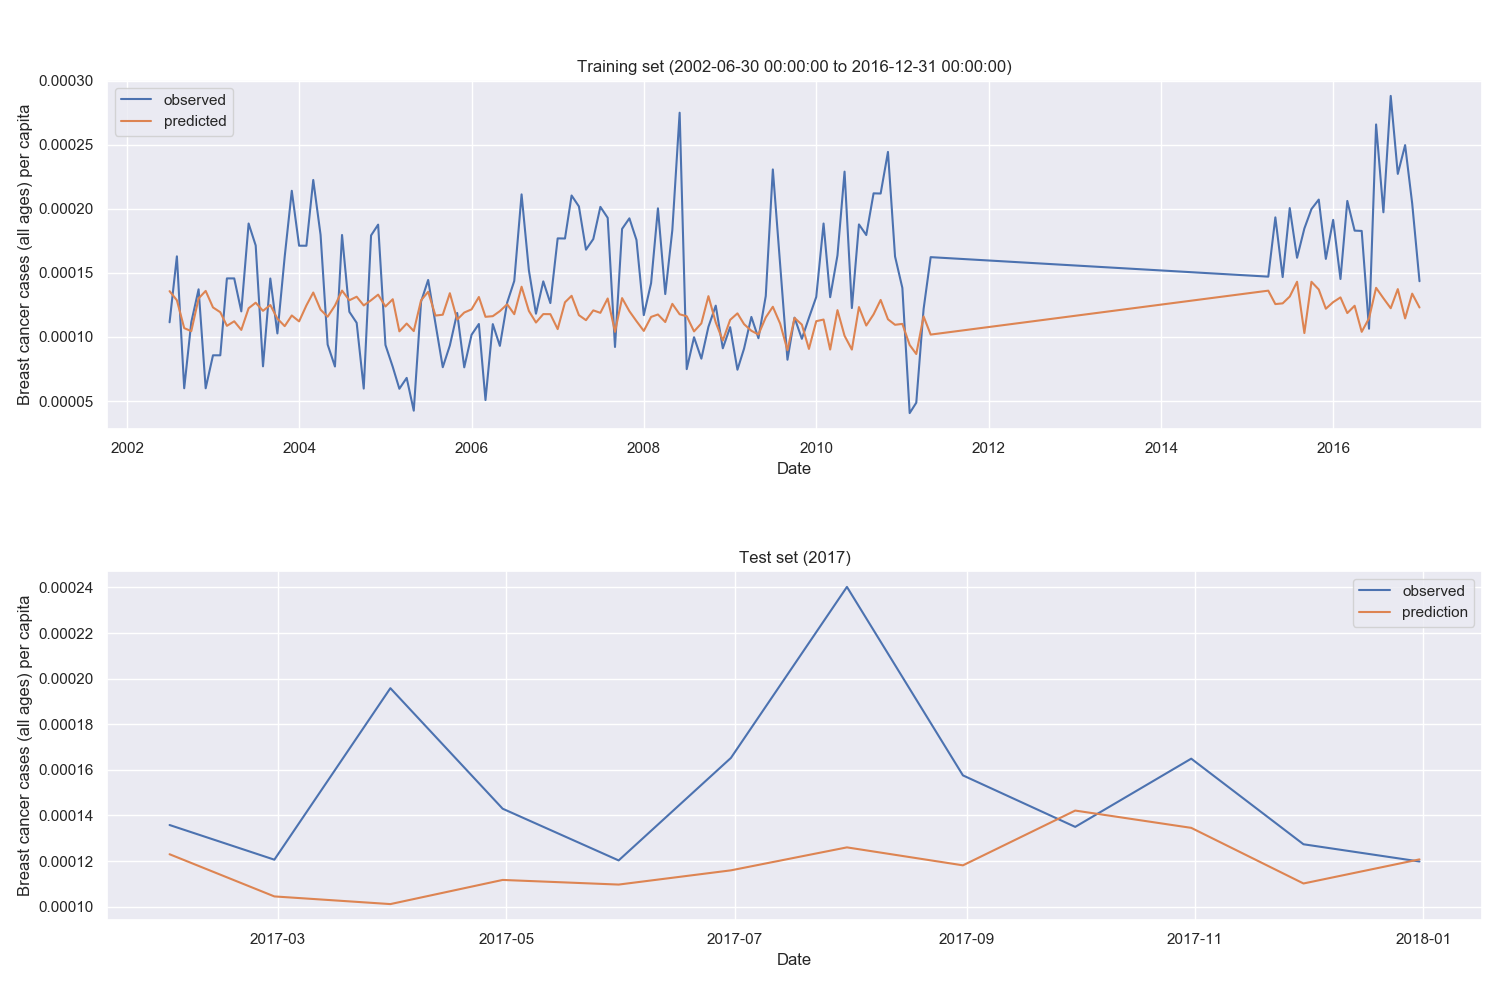 Training set (2002-06-30 00:00:00 to 2016-12-31 00:00:00)
Breast cancer cases (all ages) per capita
0.00030
0.00025
0.00020
0.00015
0.00010
0.00005
observed
predicted
2002
2004
2006
2008
2010
2012
2014
2016
Date
Test set (2017)
Breast cancer cases (all ages) per capita
0.00024
0.00022
0.00020
0.00018
0.00016
0.00014
0.00012
0.00010
observed
prediction
2017-03
2017-05
2017-07
2017-09
2017-11
2018-01
Date